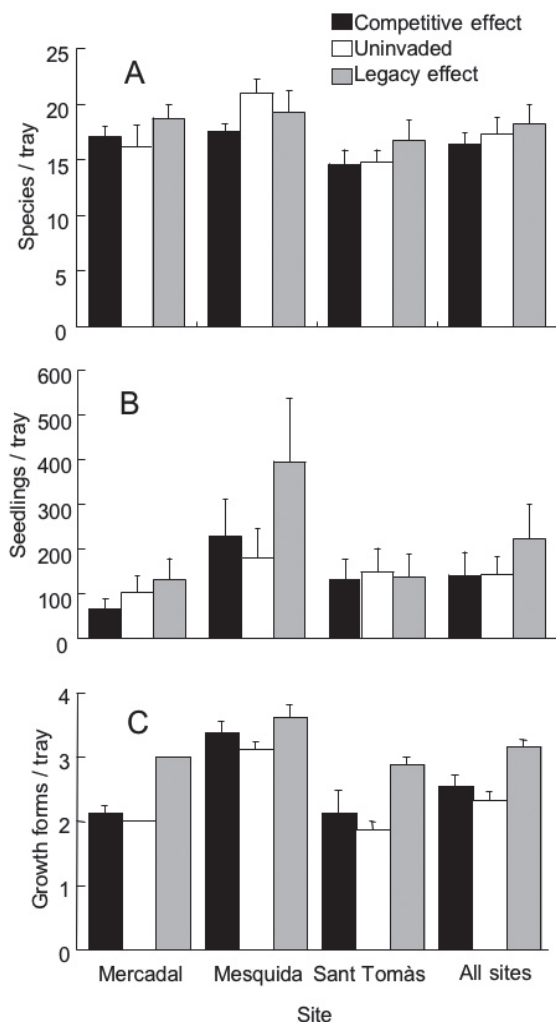 Competitive effect
Uninvaded
Legacy effect
A
Species / tray
25
20
15
10
5
0
B
Seedlings / tray
600
500
400
300
200
100
0
C
Growth forms / tray
4
3
2
1
0
Mercadal Mesquida Sant Tomàs All sites
Site